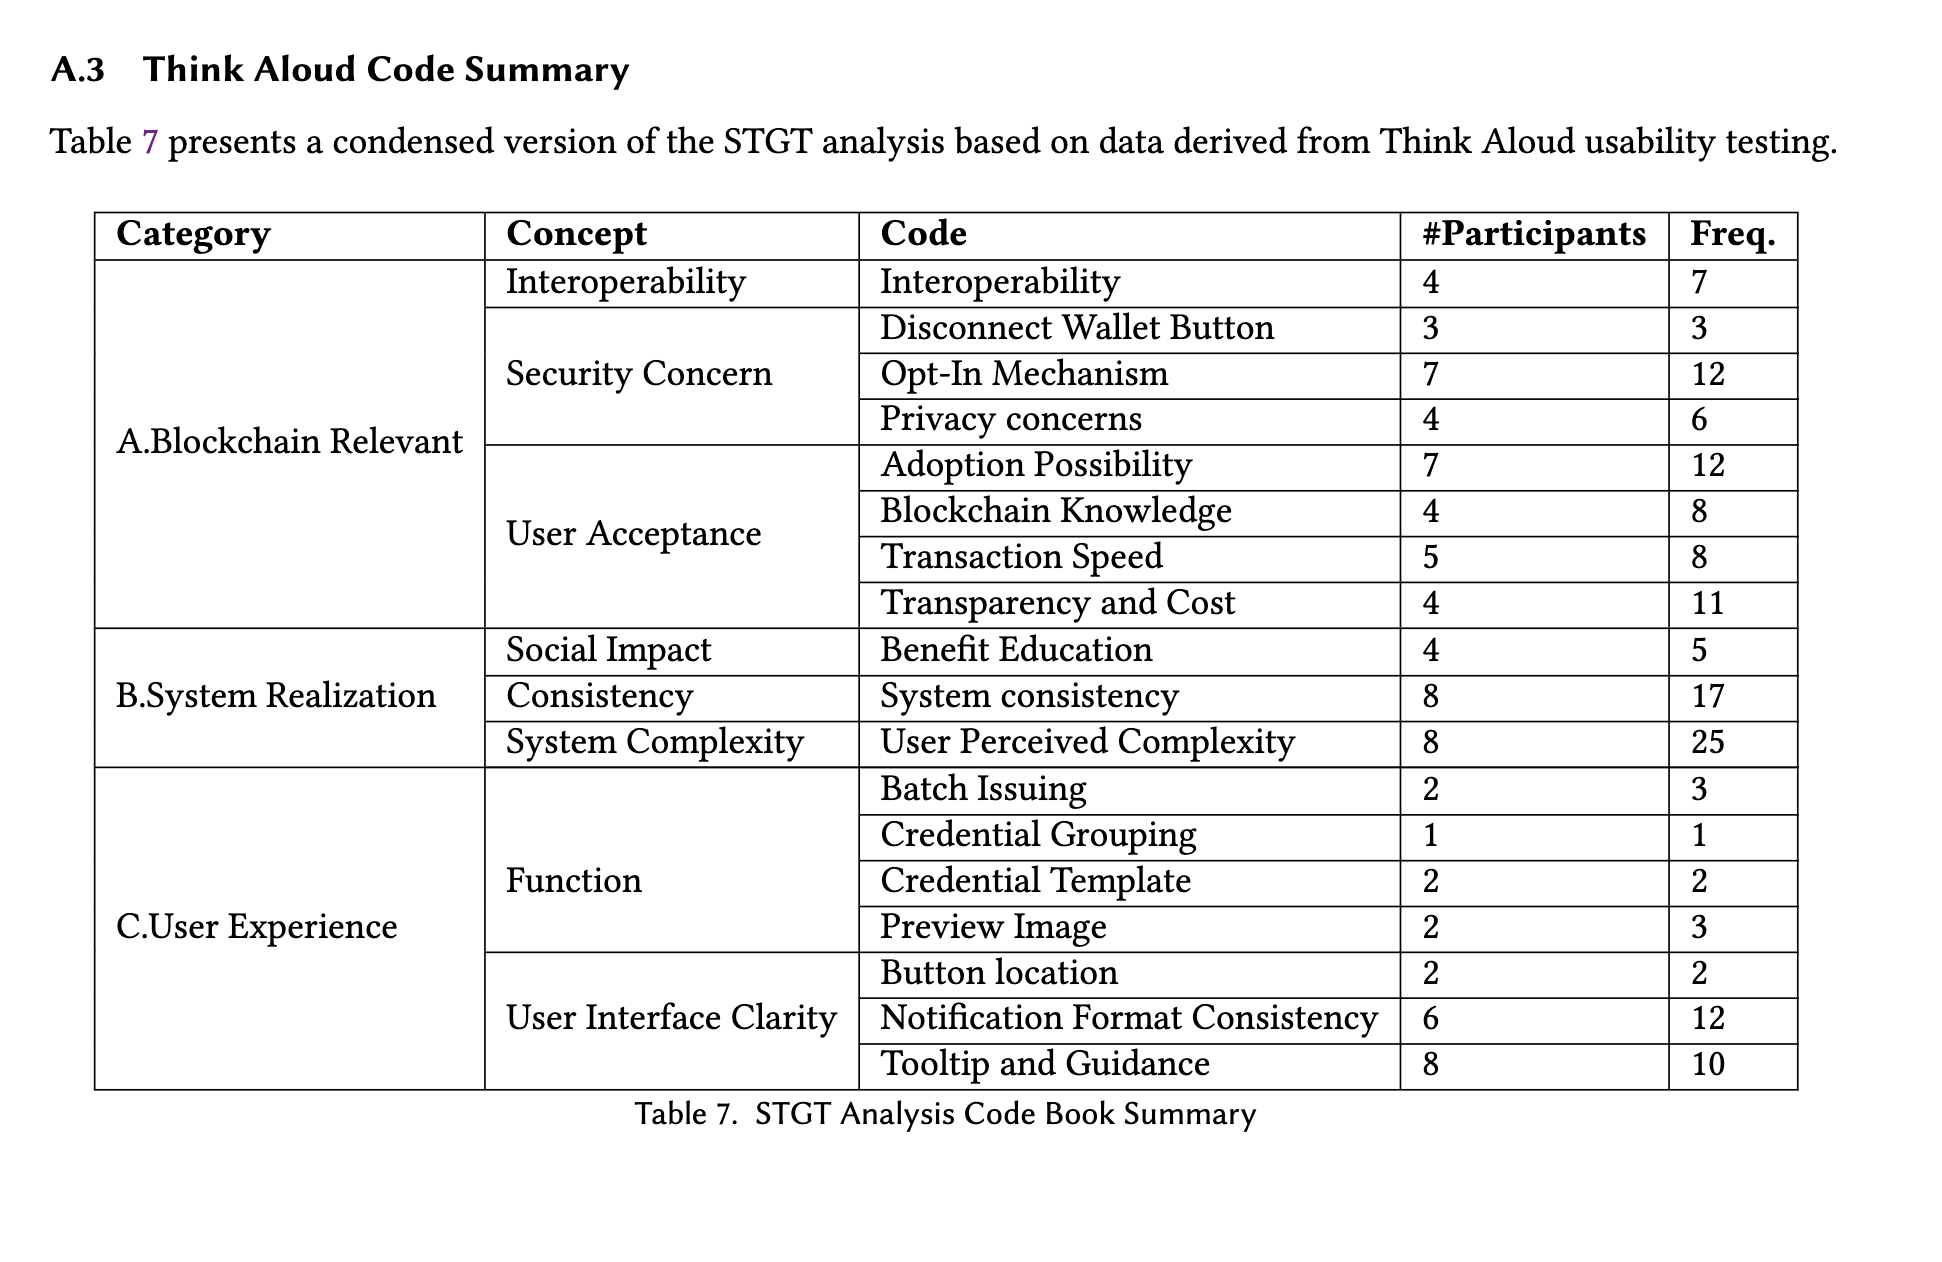 A.3 Think Aloud Code Summary
Table 7 presents a condensed version of the STGT analysis based on data derived from Think Aloud usability testing.
Category Concept Code #Participants Freq.
A.Blockchain Relevant
Interoperability Interoperability 4 7
Security Concern
Disconnect Wallet Button 3 3
Opt-In Mechanism 7 12
Privacy concerns 4 6
User Acceptance
Adoption Possibility 7 12
Blockchain Knowledge 4 8
Transaction Speed 5 8
Transparency and Cost 4 11
B.System Realization
Social Impact Benefit Education 4 5
Consistency System consistency 8 17
System Complexity User Perceived Complexity 8 25
C.User Experience
Function
Batch Issuing 2 3
Credential Grouping 1 1
Credential Template 2 2
Preview Image 2 3
User Interface Clarity
Button location 2 2
Notification Format Consistency 6 12
Tooltip and Guidance 8 10
Table 7. STGT Analysis Code Book Summary